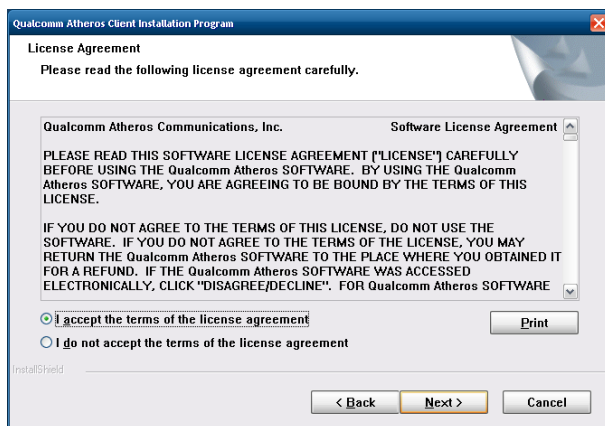 Qualcomm Atheros Client Installation Program
License Agreement
Please read the following license agreement carefully.
Qualcomm Atheros Communications, Inc. Software License Agreement
PLEASE READ THIS SOFTWARE LICENSE AGREEMENT ("LICENSE") CAREFULLY
BEFORE USING THE Qualcomm Atheros SOFTWARE. BY USING THE Qualcomm
Atheros SOFTWARE, YOU ARE AGREEING TO BE BOUND BY THE TERMS OF THIS
LICENSE.
IF YOU DO NOT AGREE TO THE TERMS OF THIS LICENSE, DO NOT USE THE
SOFTWARE. IF YOU DO NOT AGREE TO THE TERMS OF THE LICENSE, YOU MAY
RETURN THE Qualcomm Atheros SOFTWARE TO THE PLACE WHERE YOU OBTAINED IT
FOR A REFUND. IF THE Qualcomm Atheros SOFTWARE WAS ACCESSED
ELECTRONICALLY, CLICK "DISAGREE/DECLINE". FOR Qualcomm Atheros SOFTWARE
I accept the terms of the license agreement
Print
I do not accept the terms of the license agreement
InstallShield
< Back Next > Cancel